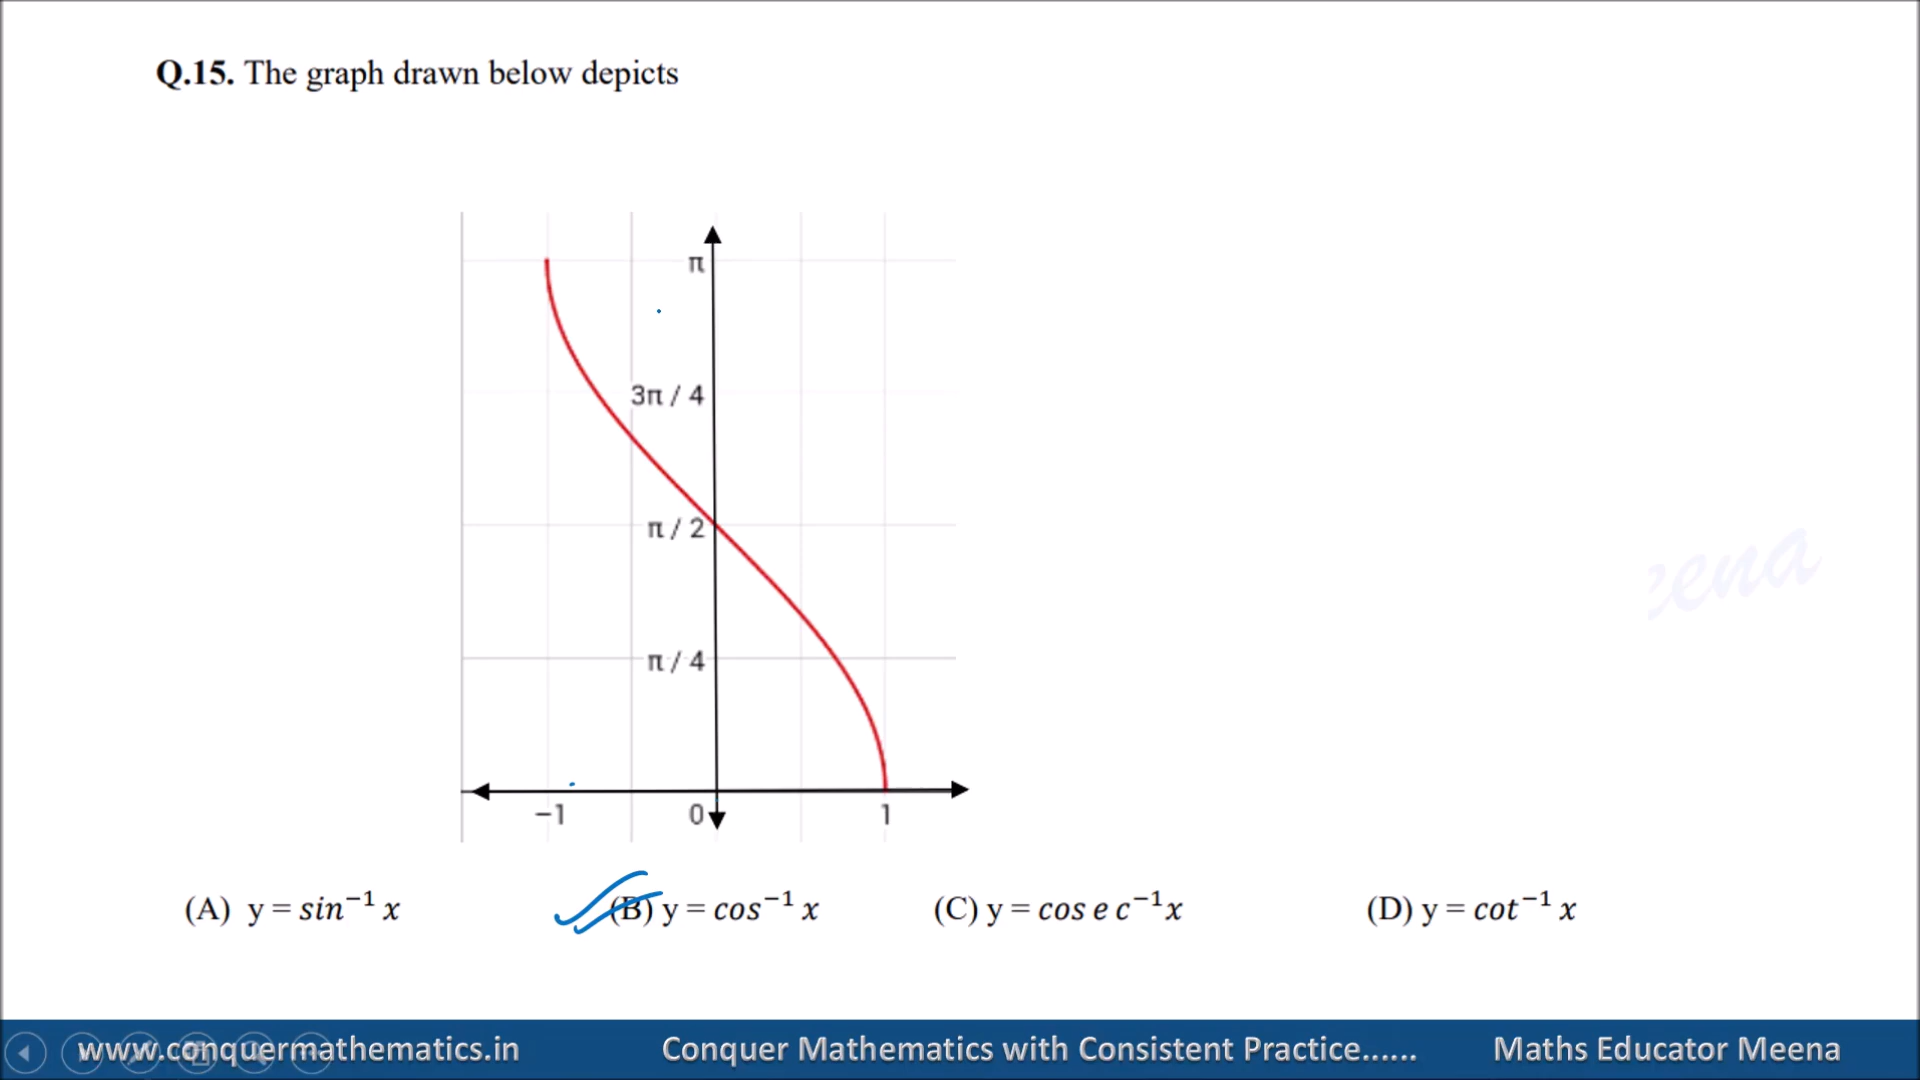 Q.15. The graph drawn below depicts
π
3π / 4
π / 2
π / 4
−1 0 1
(A) y = sin⁻¹ x (B) y = cos⁻¹ x (C) y = cos e c⁻¹x (D) y = cot⁻¹ x
www.conquermathematics.in Conquer Mathematics with Consistent Practice...... Maths Educator Meena